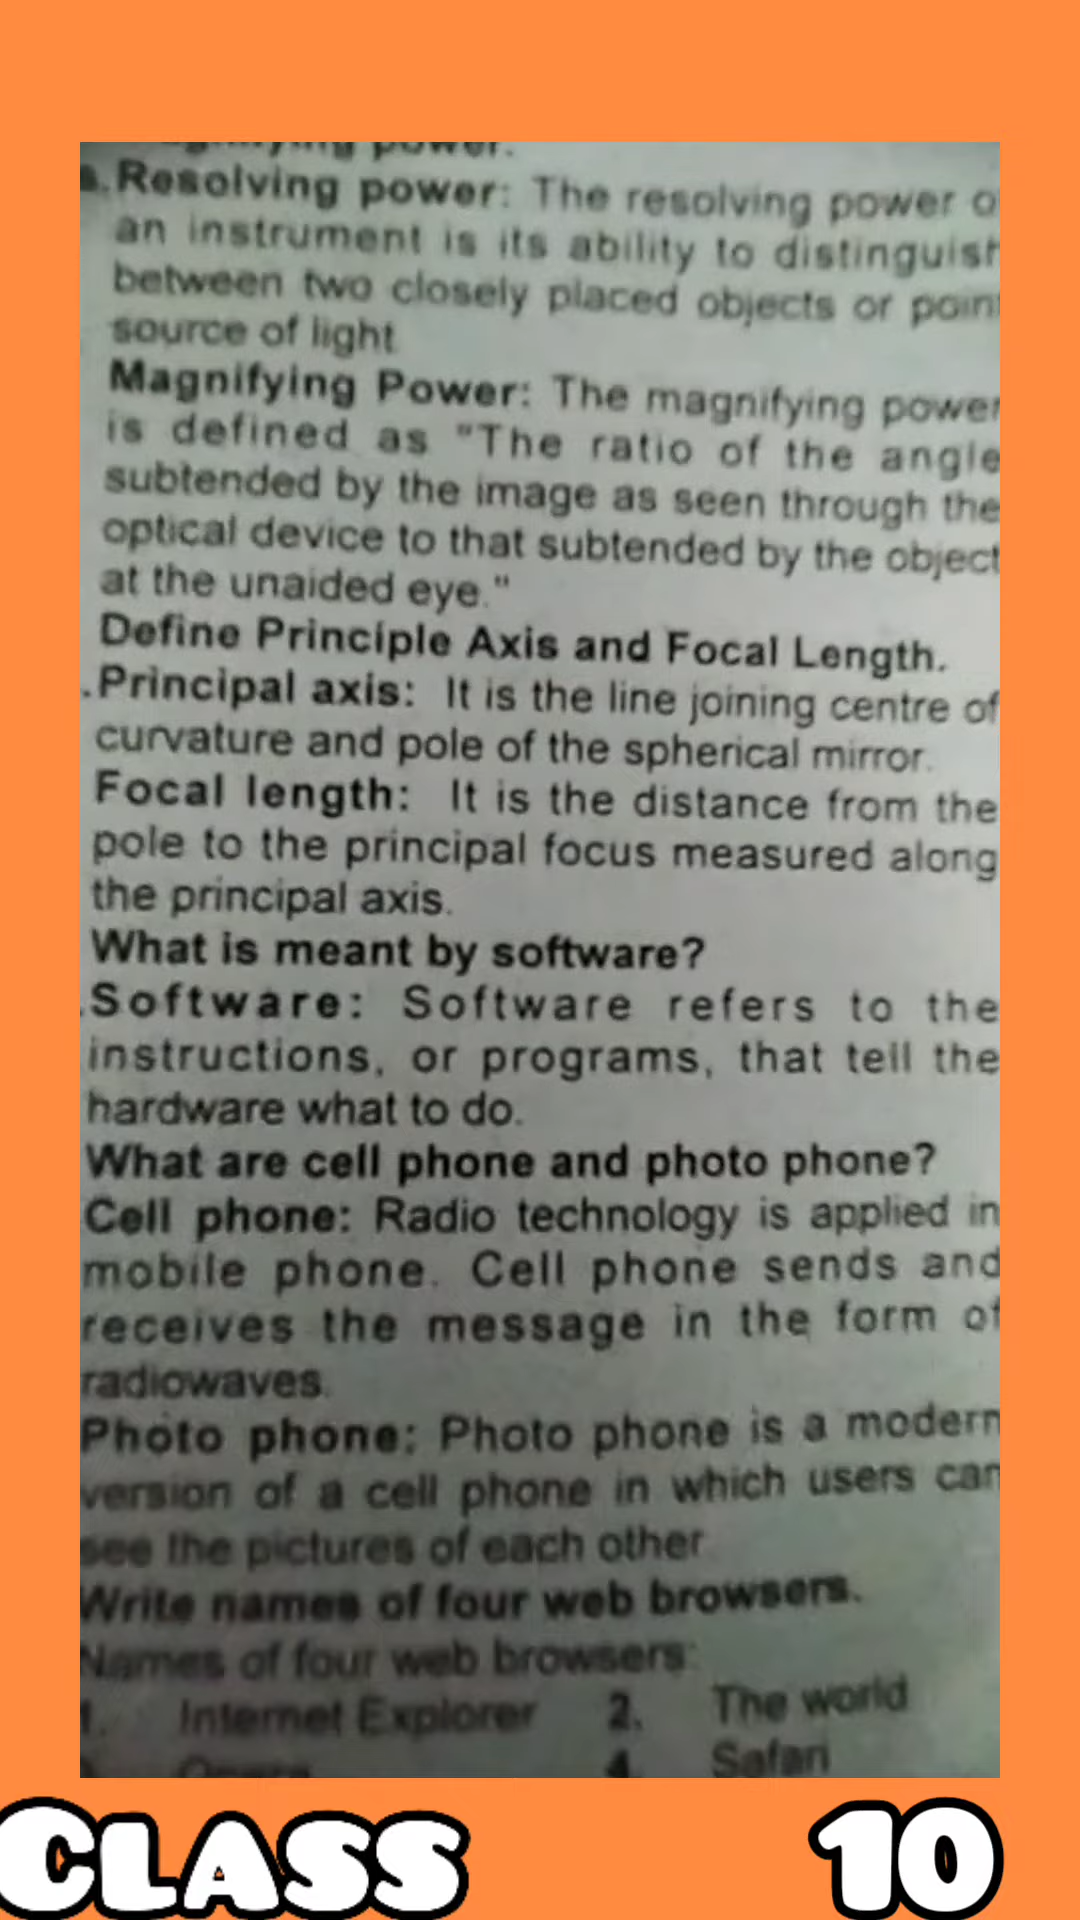 Resolving power: The resolving power o
an instrument is its ability to distinguish
between two closely placed objects or point
source of light
Magnifying Power: The magnifying power
is defined as "The ratio of the angle
subtended by the image as seen through the
optical device to that subtended by the object
at the unaided eye."
Define Principle Axis and Focal Length.
.Principal axis: It is the line joining centre of
curvature and pole of the spherical mirror.
Focal length: It is the distance from the
pole to the principal focus measured along
the principal axis.
What is meant by software?
Software: Software refers to the
instructions, or programs, that tell the
hardware what to do.
What are cell phone and photo phone?
Cell phone: Radio technology is applied in
mobile phone. Cell phone sends and
receives the message in the form of
radiowaves.
Photo phone: Photo phone is a modern
version of a cell phone in which users can
see the pictures of each other
Write names of four web browsers.
Names of four web browsers:
1. Internet Explorer 2. The world
4. Safari
CLASS 10